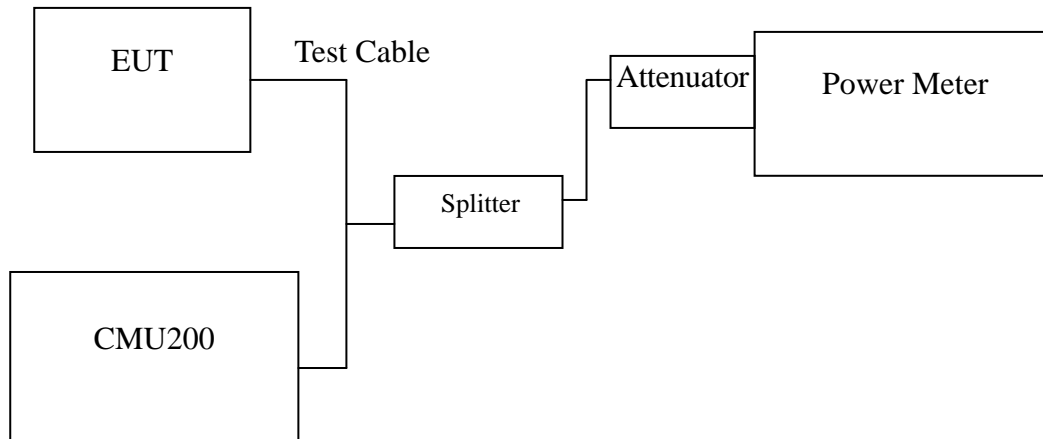 EUT
Test Cable
Attenuator
Power Meter
Splitter
CMU200